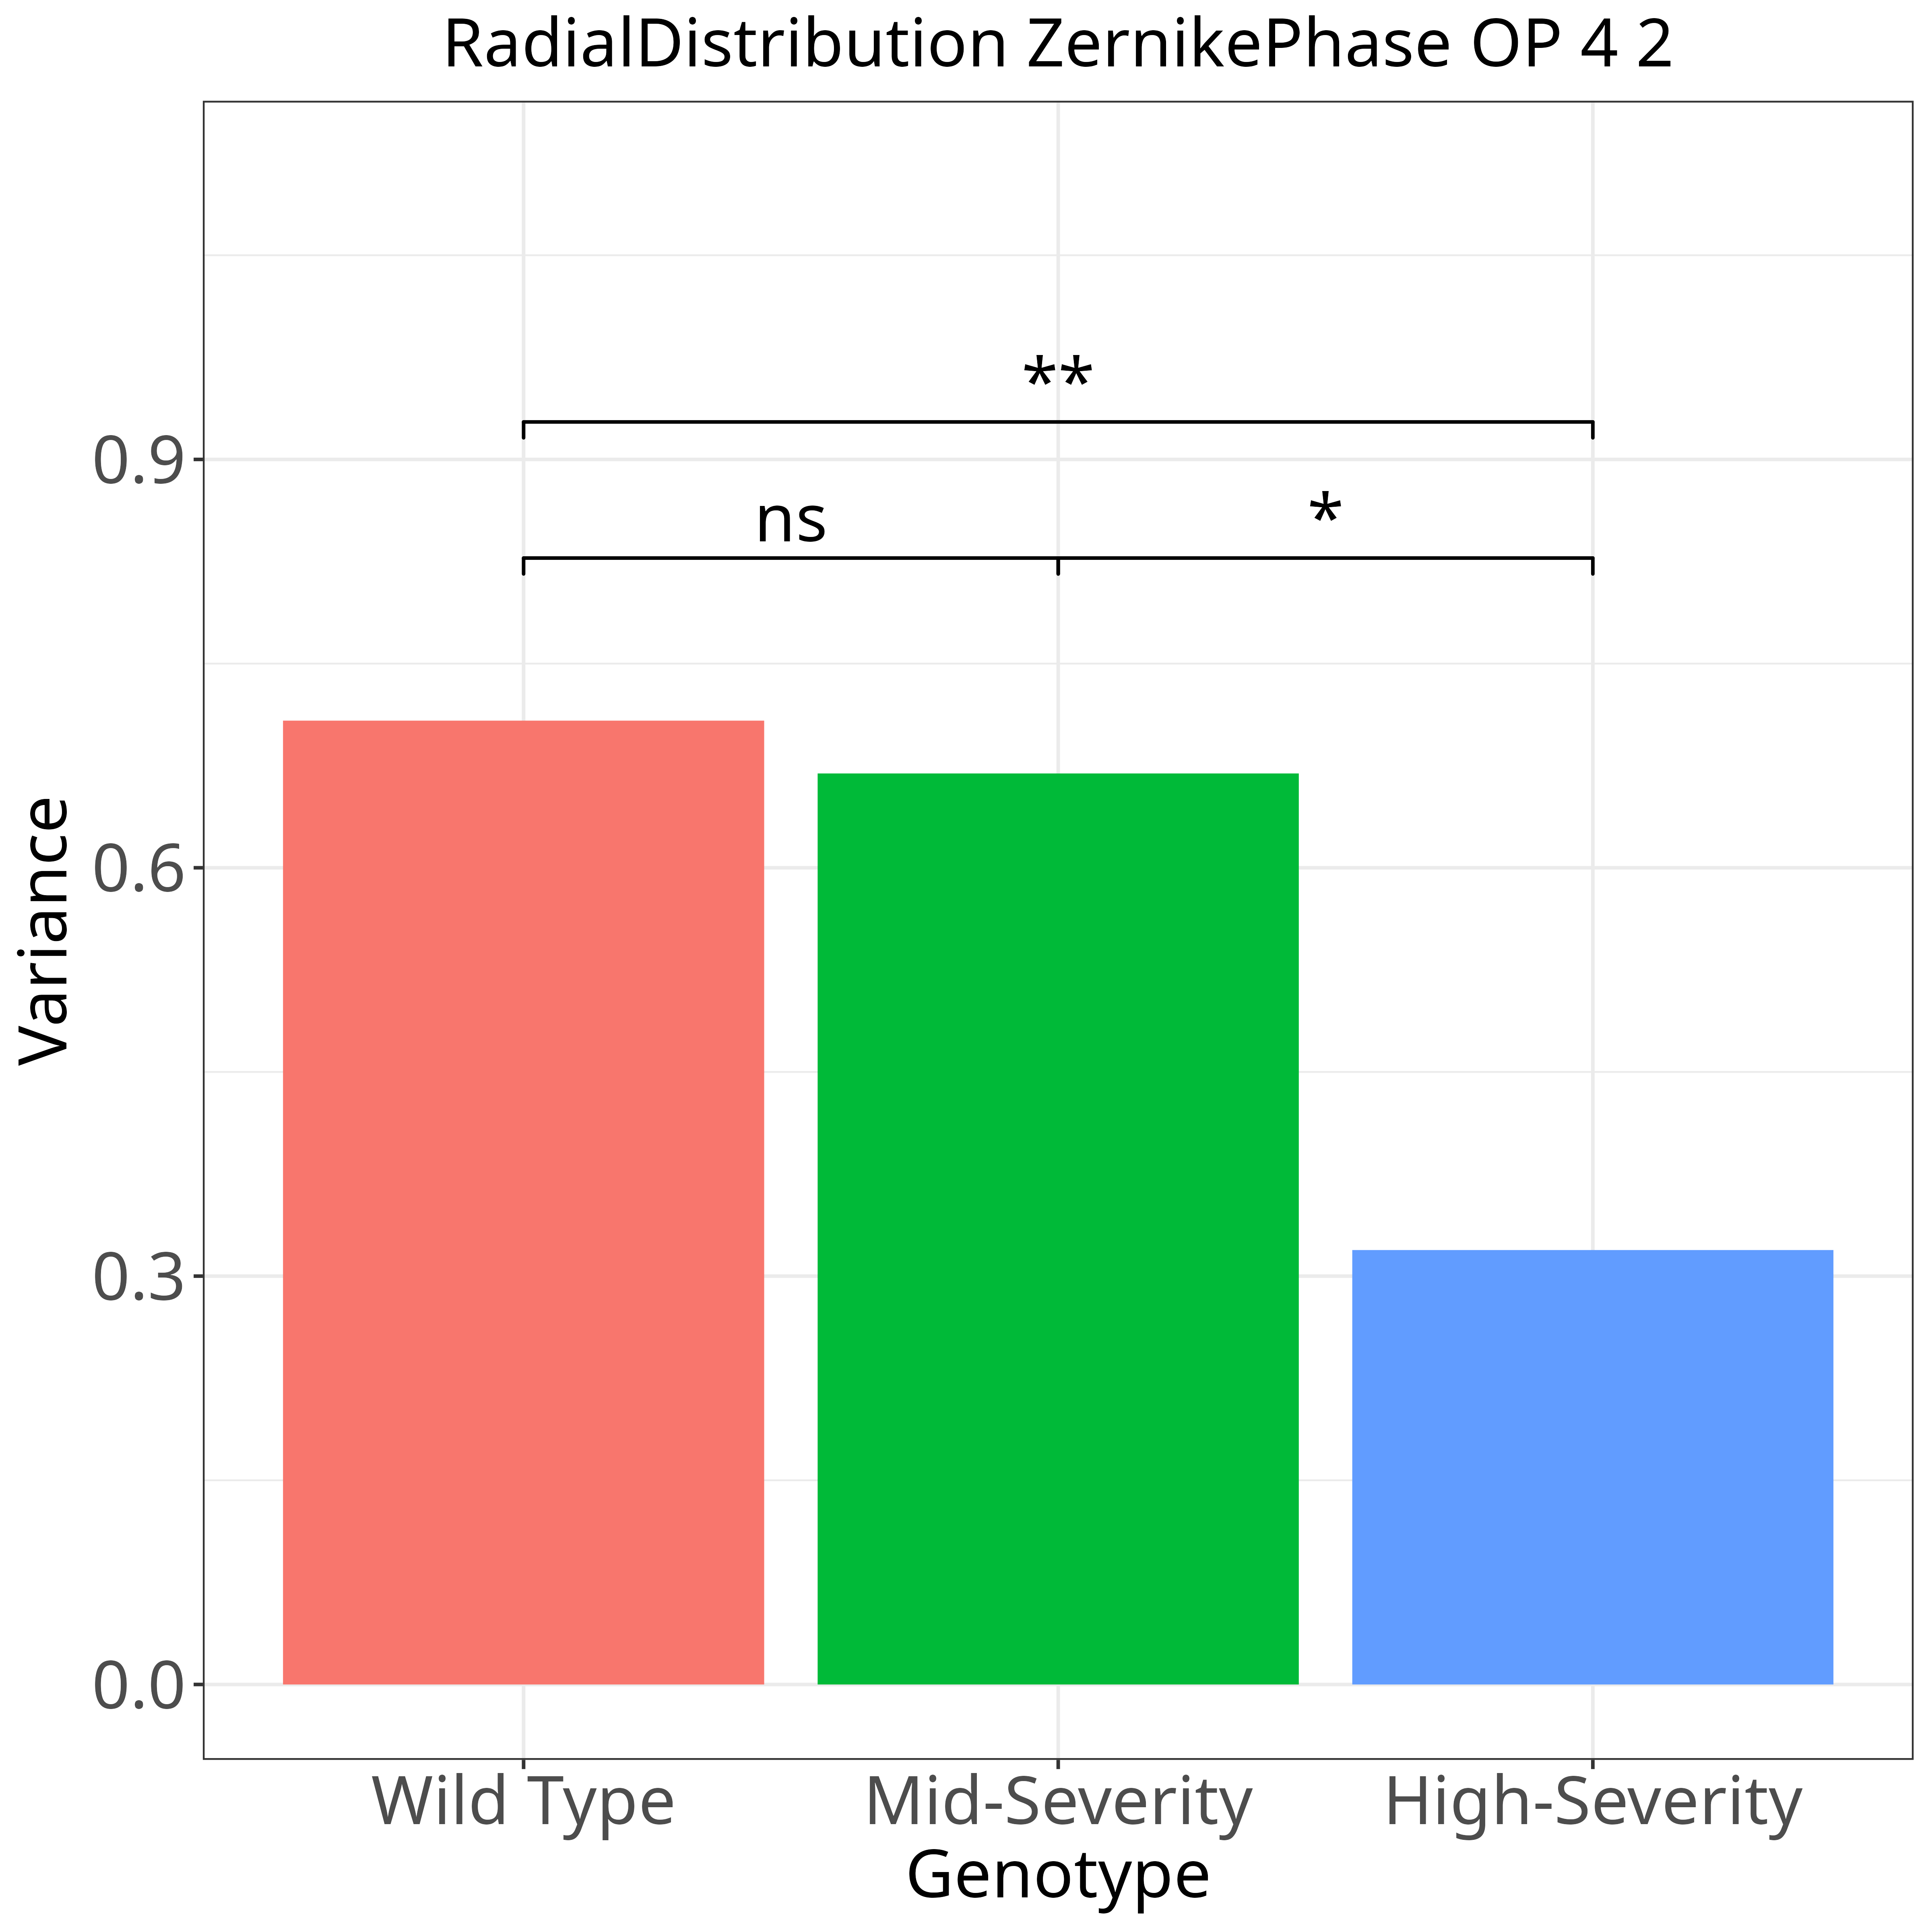 RadialDistribution ZernikePhase OP 4 2
**
0.9
ns *
0.6
0.3
0.0
Variance
Wild Type Mid-Severity High-Severity
Genotype